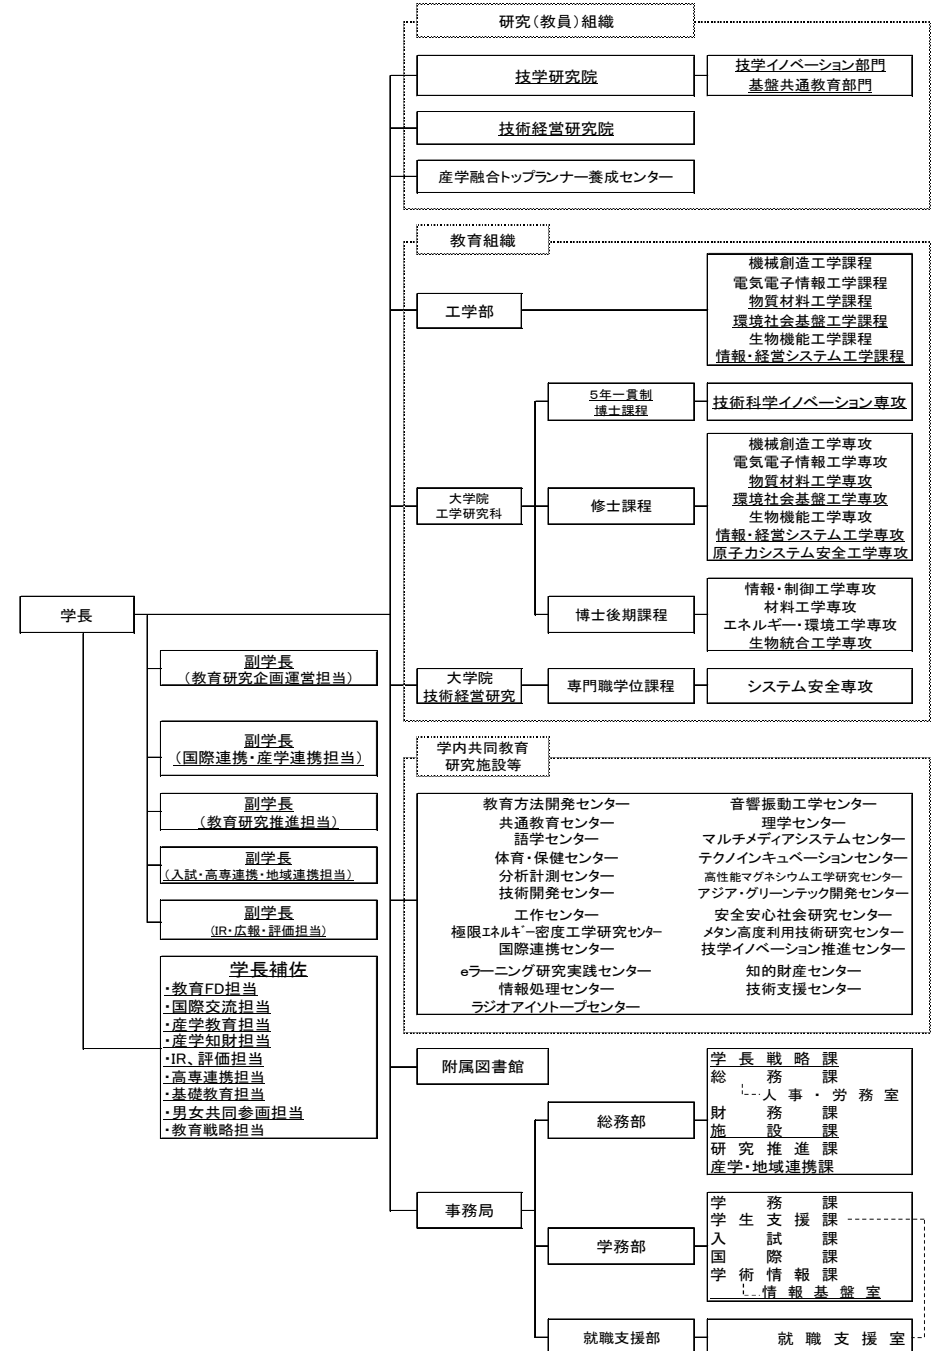 研究(教員)組織
技学研究院
技学イノベーション部門
基盤共通教育部門
技術経営研究院
産学融合トップランナー養成センター
教育組織
工学部
機械創造工学課程
電気電子情報工学課程
物質材料工学課程
環境社会基盤工学課程
生物機能工学課程
情報・経営システム工学課程
大学院
工学研究科
5年一貫制
博士課程
技術科学イノベーション専攻
修士課程
機械創造工学専攻
電気電子情報工学専攻
物質材料工学専攻
環境社会基盤工学専攻
生物機能工学専攻
情報・経営システム工学専攻
原子力システム安全工学専攻
博士後期課程
情報・制御工学専攻
材料工学専攻
エネルギー・環境工学専攻
生物統合工学専攻
大学院
技術経営研究
専門職学位課程
システム安全専攻
学長
副学長
(教育研究企画運営担当)
副学長
(国際連携・産学連携担当)
副学長
(教育研究推進担当)
副学長
(入試・高専連携・地域連携担当)
副学長
(IR・広報・評価担当)
学長補佐
・教育FD担当
・国際交流担当
・産学教育担当
・産学知財担当
・IR、評価担当
・高専連携担当
・基礎教育担当
・男女共同参画担当
・教育戦略担当
学内共同教育
研究施設等
教育方法開発センター
共通教育センター
語学センター
体育・保健センター
分析計測センター
技術開発センター
工作センター
極限エネルギー密度工学研究センター
国際連携センター
eラーニング研究実践センター
情報処理センター
ラジオアイソトープセンター
音響振動工学センター
理学センター
マルチメディアシステムセンター
テクノインキュベーションセンター
高性能マグネシウム工学研究センター
アジア・グリーンテック開発センター
安全安心社会研究センター
メタン高度利用技術研究センター
技学イノベーション推進センター
知的財産センター
技術支援センター
附属図書館
事務局
総務部
学長戦略課
総務課
人事・労務室
財務課
施設課
研究推進課
産学・地域連携課
学務部
学務課
学生支援課
入試課
国際課
学術情報課
情報基盤室
就職支援部
就職支援室